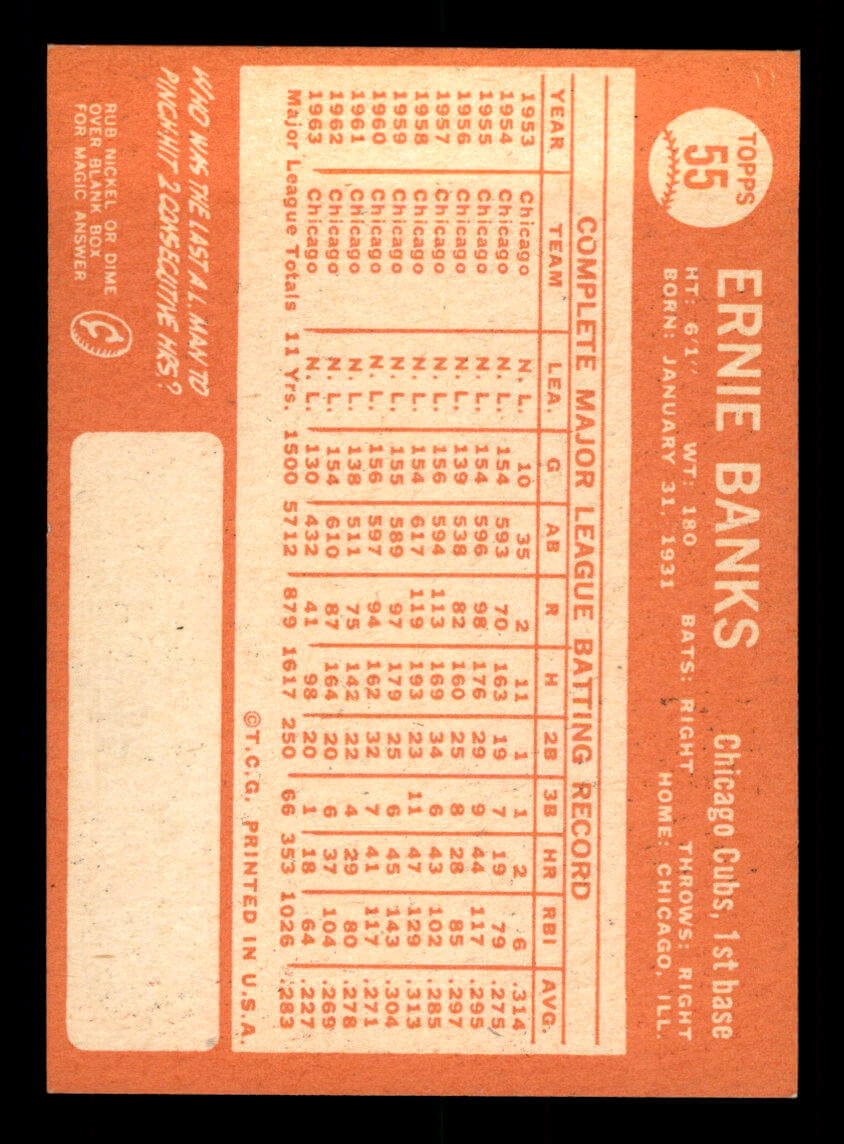 TOPPS
55
ERNIE BANKS
Chicago Cubs, 1st base
HT: 6'1" WT: 180 BATS: RIGHT THROWS: RIGHT
BORN: JANUARY 31, 1931 HOME: CHICAGO, ILL.
COMPLETE MAJOR LEAGUE BATTING RECORD
YEAR TEAM LEA. G AB R H 2B 3B HR RBI AVG.
1953 Chicago N. L. 10 35 2 11 1 1 2 6 .314
1954 Chicago N. L. 154 593 70 163 19 7 19 79 .275
1955 Chicago N. L. 154 596 98 176 29 9 44 117 .295
1956 Chicago N. L. 139 538 82 160 25 8 28 85 .297
1957 Chicago N. L. 156 594 113 169 34 6 43 102 .285
1958 Chicago N. L. 154 617 119 193 23 11 47 129 .313
1959 Chicago N. L. 155 589 97 179 25 6 45 143 .304
1960 Chicago N. L. 156 597 94 162 32 7 41 117 .271
1961 Chicago N. L. 138 511 75 142 22 4 29 80 .278
1962 Chicago N. L. 154 610 87 164 20 6 37 104 .269
1963 Chicago N. L. 130 432 41 98 20 1 18 64 .227
Major League Totals 11 Yrs. 1500 5712 879 1617 250 66 353 1026 .283
©T.C.G. PRINTED IN U.S.A.
WHO WAS THE LAST A.L. MAN TO
PINCH-HIT 2 CONSECUTIVE HRS?
RUB NICKEL OR DIME
OVER BLANK BOX
FOR MAGIC ANSWER